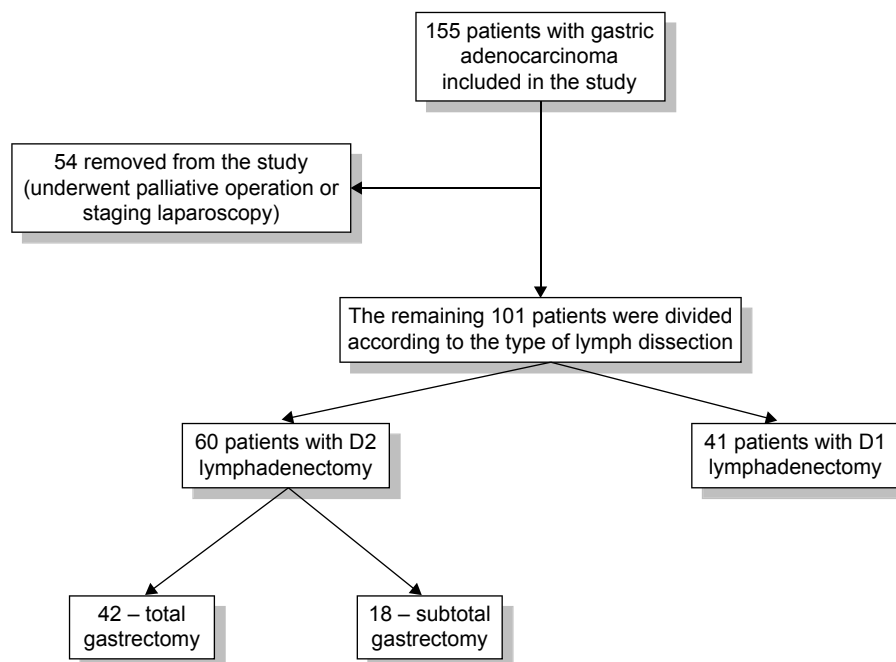 155 patients with gastric
adenocarcinoma
included in the study
54 removed from the study
(underwent palliative operation or
staging laparoscopy)
The remaining 101 patients were divided
according to the type of lymph dissection
60 patients with D2
lymphadenectomy
41 patients with D1
lymphadenectomy
42 – total
gastrectomy
18 – subtotal
gastrectomy